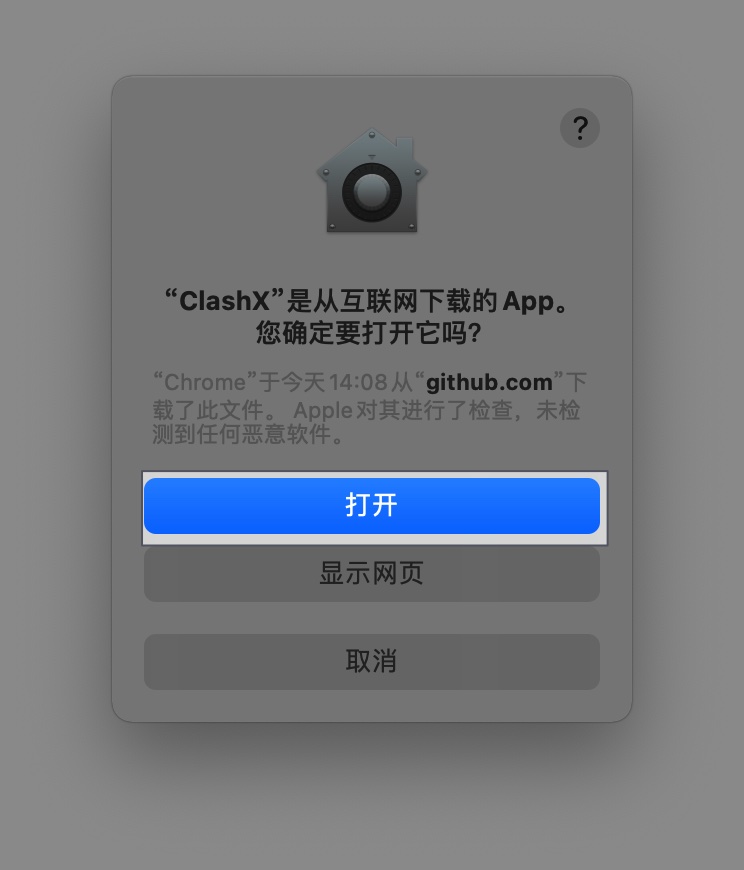 ?
“ClashX”是从互联网下载的 App。
您确定要打开它吗？
“Chrome”于今天 14:08 从“github.com”下
载了此文件。 Apple 对其进行了检查，未检
测到任何恶意软件。
打开
显示网页
取消